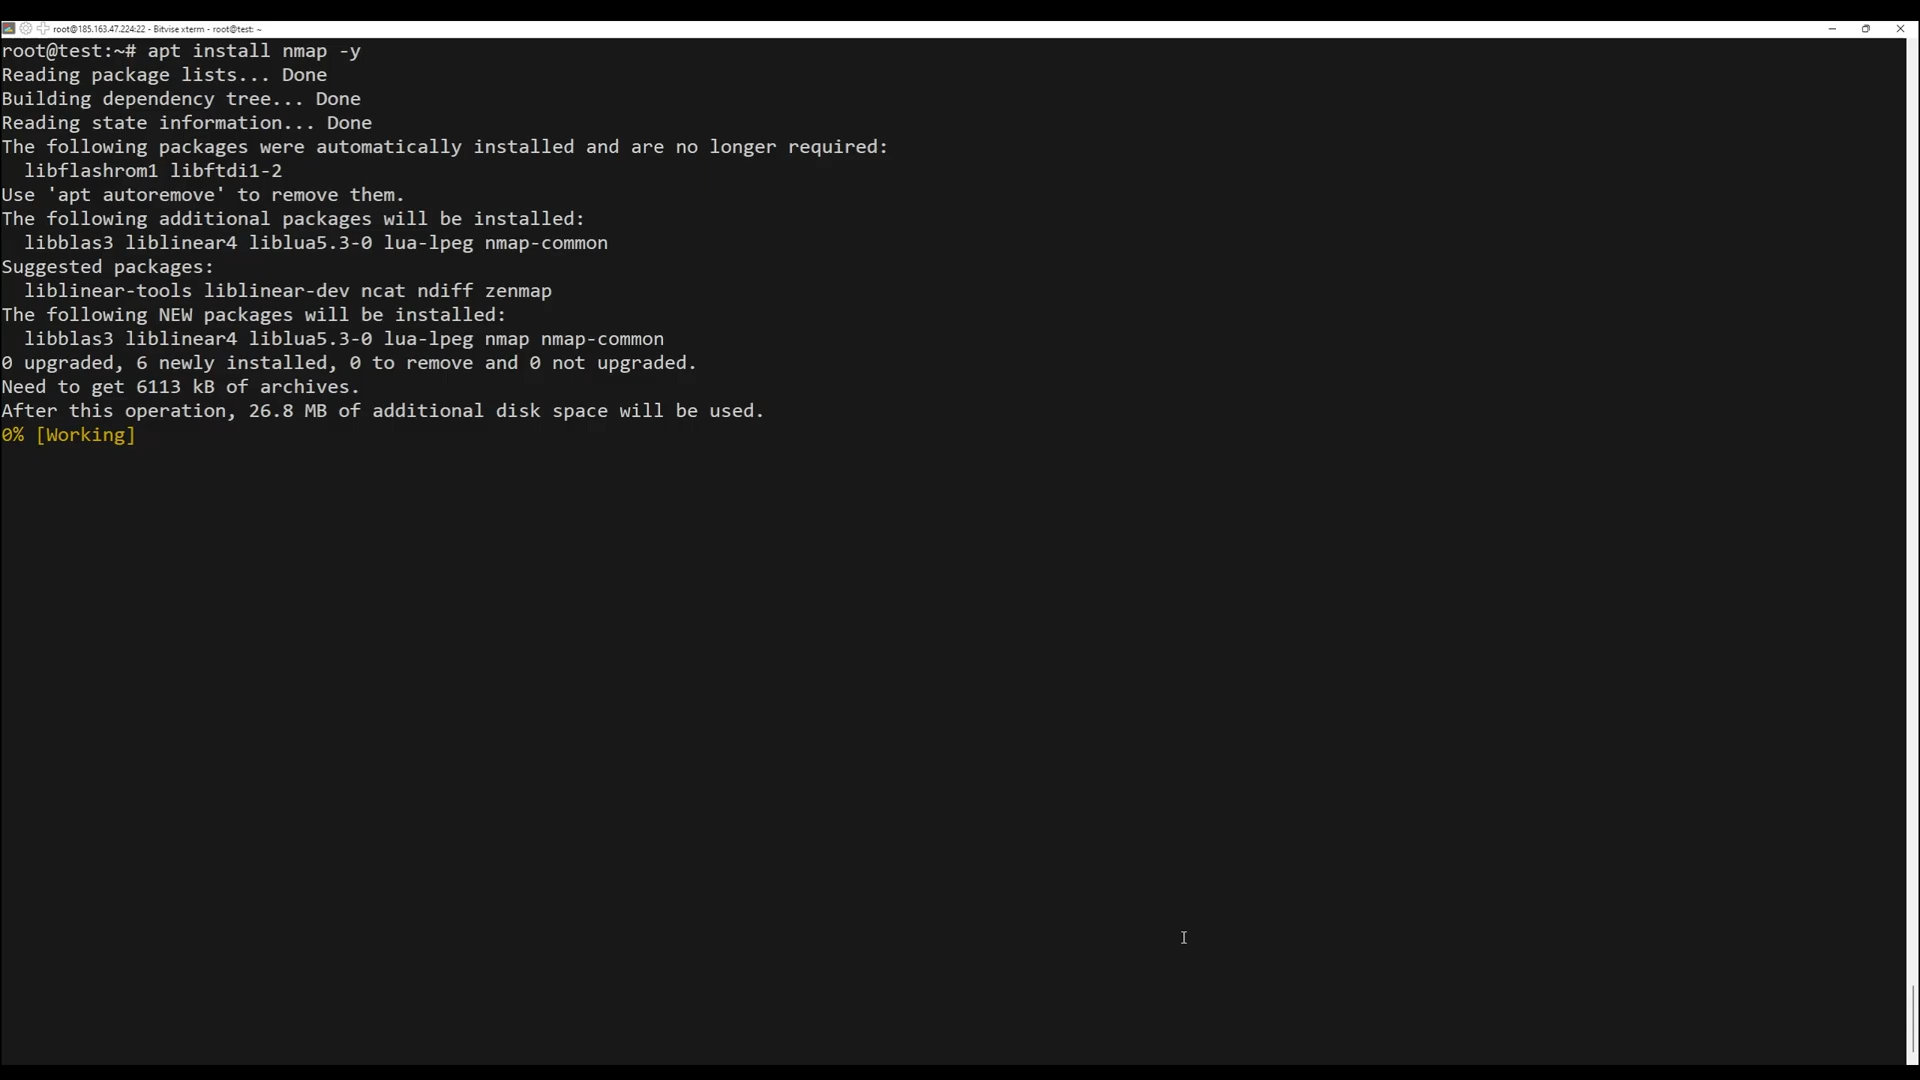 root@185.163.47.224:22 - Bitvise xterm - root@test: ~
root@test:~# apt install nmap -y
Reading package lists... Done
Building dependency tree... Done
Reading state information... Done
The following packages were automatically installed and are no longer required:
  libflashrom1 libftdi1-2
Use 'apt autoremove' to remove them.
The following additional packages will be installed:
  libblas3 liblinear4 liblua5.3-0 lua-lpeg nmap-common
Suggested packages:
  liblinear-tools liblinear-dev ncat ndiff zenmap
The following NEW packages will be installed:
  libblas3 liblinear4 liblua5.3-0 lua-lpeg nmap nmap-common
0 upgraded, 6 newly installed, 0 to remove and 0 not upgraded.
Need to get 6113 kB of archives.
After this operation, 26.8 MB of additional disk space will be used.
0% [Working]